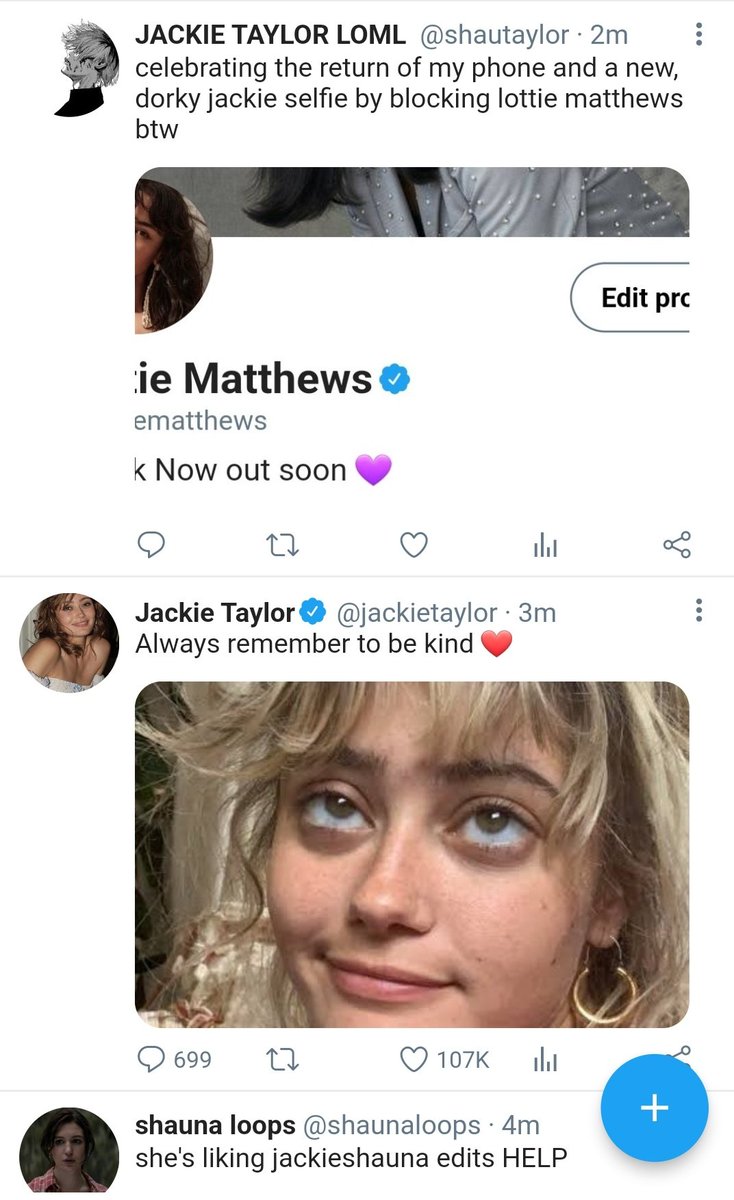 JACKIE TAYLOR LOML @shautaylor · 2m
celebrating the return of my phone and a new,
dorky jackie selfie by blocking lottie matthews
btw
Edit pro
tie Matthews
ematthews
k Now out soon 💜
Jackie Taylor @jackietaylor · 3m
Always remember to be kind ❤️
699 107K
shauna loops @shaunaloops · 4m
she's liking jackieshauna edits HELP